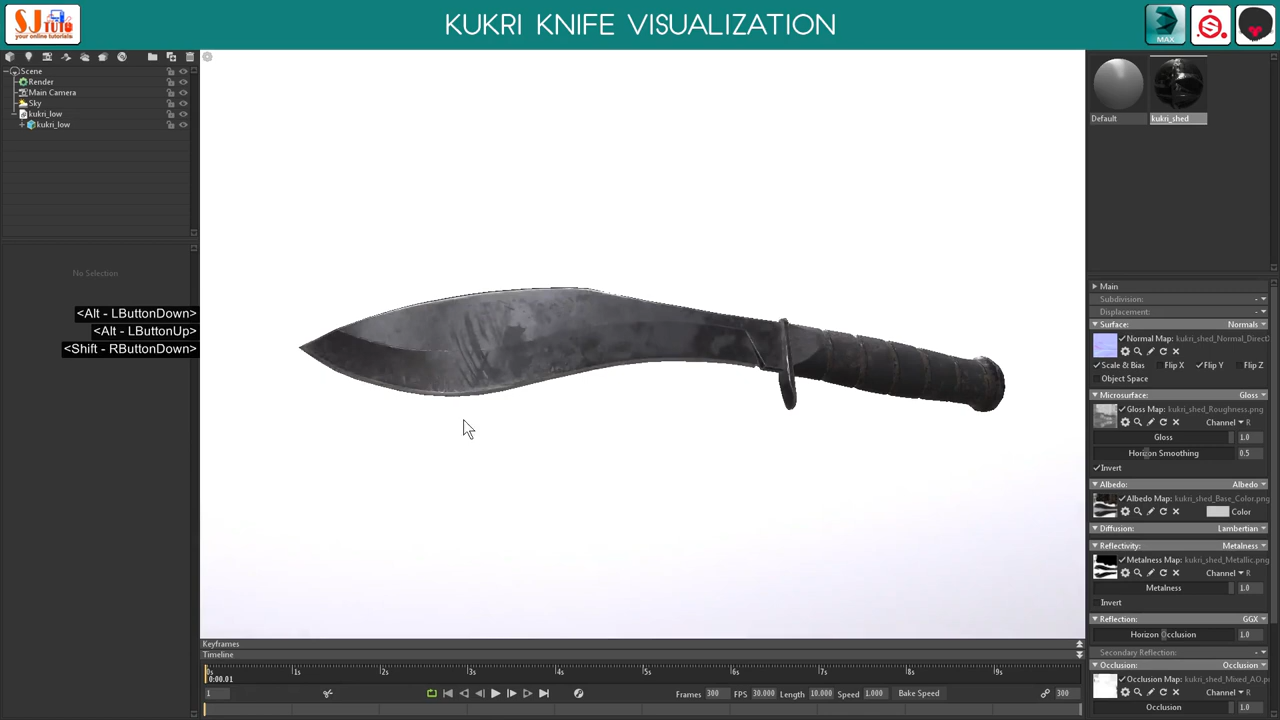 SJ TUTO
your online tutorials
KUKRI KNIFE VISUALIZATION
MAX
Scene
Render
Main Camera
Sky
kukri_low
kukri_low
No Selection
<Alt - LButtonDown>
<Alt - LButtonUp>
<Shift - RButtonDown>
Default
kukri_shed
Main
Subdivision:
Displacement:
Surface: Normals
Normal Map: kukri_shed_Normal_DirectX
Scale & Bias Flip X Flip Y Flip Z
Object Space
Microsurface: Gloss
Gloss Map: kukri_shed_Roughness.png
Channel R
Gloss 1.0
Horizon Smoothing 0.5
Invert
Albedo: Albedo
Albedo Map: kukri_shed_Base_Color.png
Color
Diffusion: Lambertian
Reflectivity: Metalness
Metalness Map: kukri_shed_Metallic.png
Channel R
Metalness 1.0
Invert
Reflection: GGX
Horizon Occlusion 1.0
Secondary Reflection:
Occlusion: Occlusion
Occlusion Map: kukri_shed_Mixed_AO.p
Channel R
Occlusion 1.0
Keyframes
Timeline
0s 1s 2s 3s 4s 5s 6s 7s 8s 9s
0:00.01
1 Frames 300 FPS 30.000 Length 10.000 Speed 1.000 Bake Speed 300